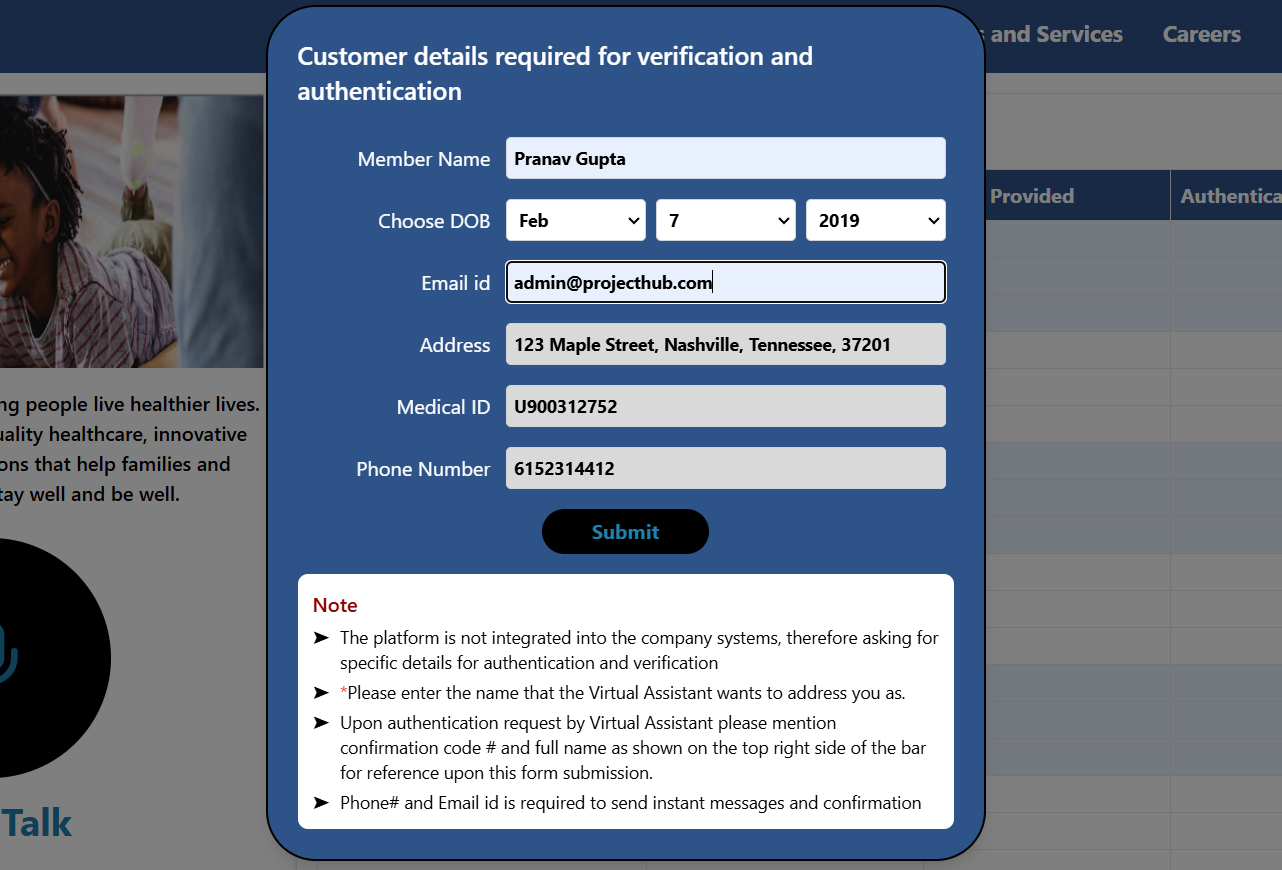 and Services Careers
Customer details required for verification and
authentication
Member Name Pranav Gupta
Choose DOB Feb 7 2019
Email id admin@projecthub.com
Address 123 Maple Street, Nashville, Tennessee, 37201
Medical ID U900312752
Phone Number 6152314412
Submit
Note
➤ The platform is not integrated into the company systems, therefore asking for
specific details for authentication and verification
➤ *Please enter the name that the Virtual Assistant wants to address you as.
➤ Upon authentication request by Virtual Assistant please mention
confirmation code # and full name as shown on the top right side of the bar
for reference upon this form submission.
➤ Phone# and Email id is required to send instant messages and confirmation
Provided Authentica
ng people live healthier lives.
uality healthcare, innovative
ons that help families and
tay well and be well.
Talk